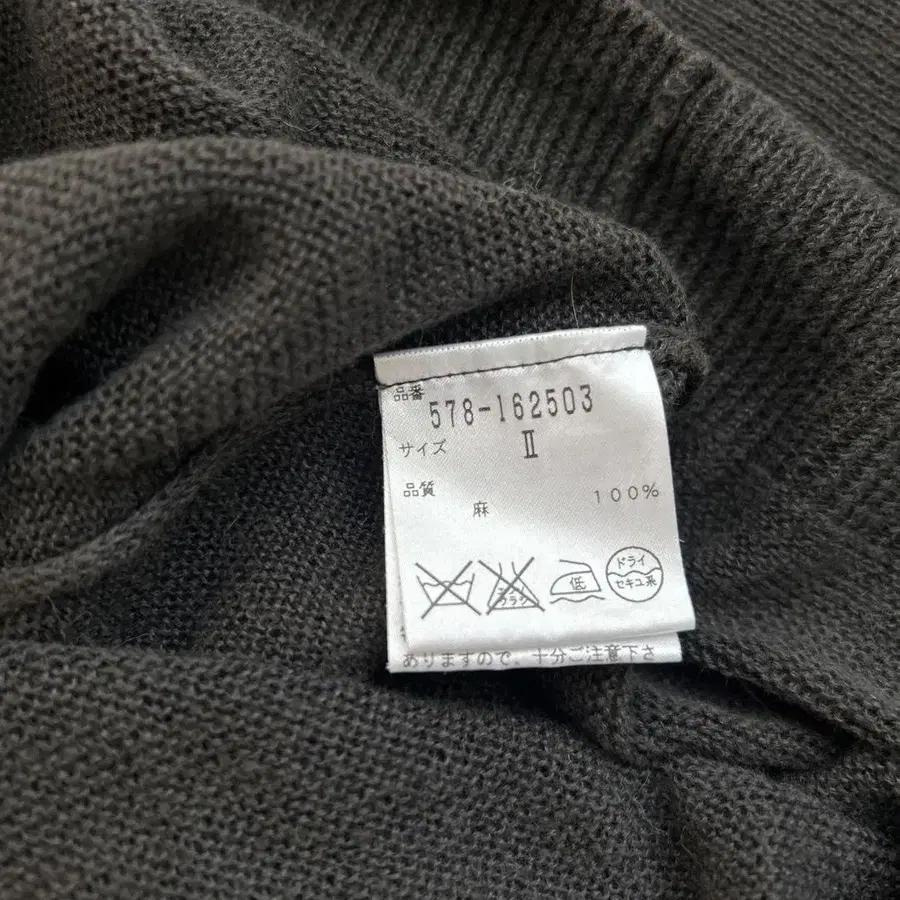 品番
578-162503
サイズ II
品質
麻 100%
低
ドライ
セキユ系
ありますので、十分ご注意下さ